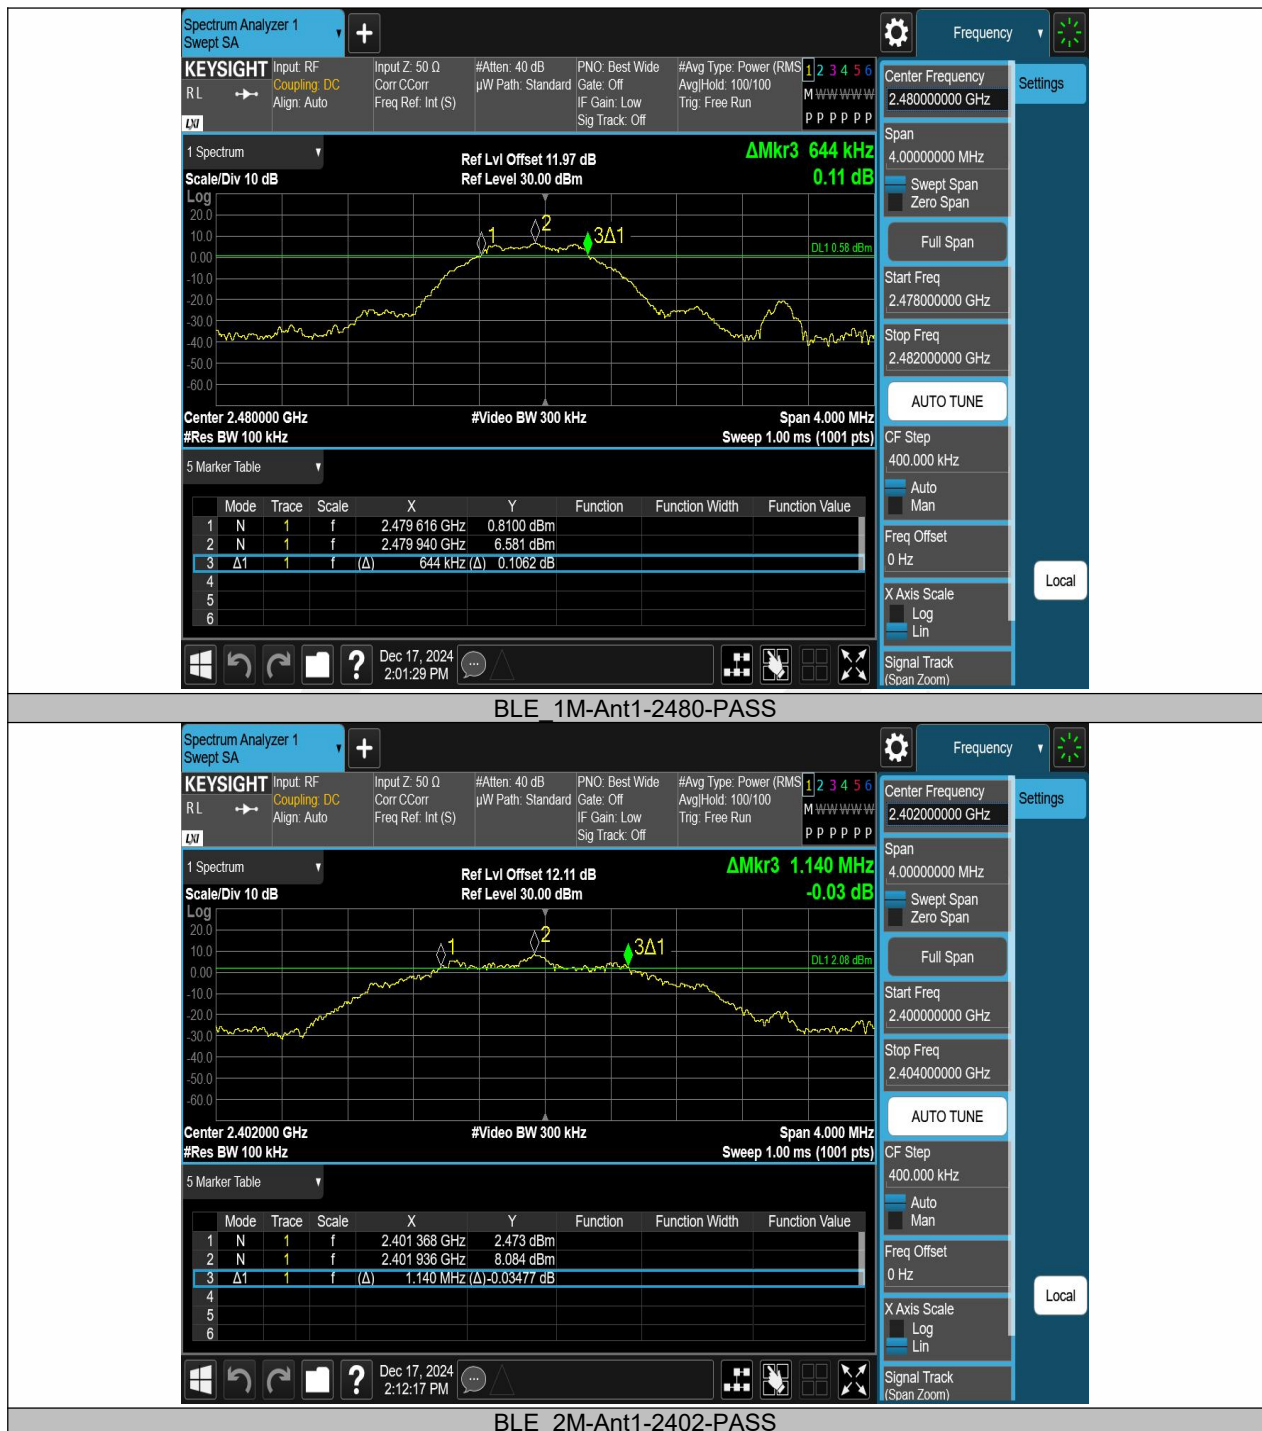 Spectrum Analyzer 1
Swept SA
Frequency
KEYSIGHT
RL
LXI
Input: RF
Coupling: DC
Align: Auto
Input Z: 50 Ω
Corr CCorr
Freq Ref: Int (S)
#Atten: 40 dB
µW Path: Standard
PNO: Best Wide
Gate: Off
IF Gain: Low
Sig Track: Off
#Avg Type: Power (RMS
Avg|Hold: 100/100
Trig: Free Run
1 2 3 4 5 6
M W W W W W
P P P P P P
Center Frequency
2.480000000 GHz
Settings
Span
4.00000000 MHz
Swept Span
Zero Span
Full Span
Start Freq
2.478000000 GHz
Stop Freq
2.482000000 GHz
AUTO TUNE
CF Step
400.000 kHz
Auto
Man
Freq Offset
0 Hz
X Axis Scale
Log
Lin
Signal Track
(Span Zoom)
Local
1 Spectrum
Scale/Div 10 dB
Ref Lvl Offset 11.97 dB
Ref Level 30.00 dBm
ΔMkr3 644 kHz
0.11 dB
Log
20.0
10.0
0.00
-10.0
-20.0
-30.0
-40.0
-50.0
-60.0
1
2
3Δ1
DL1 0.58 dBm
Center 2.480000 GHz
#Res BW 100 kHz
#Video BW 300 kHz
Span 4.000 MHz
Sweep 1.00 ms (1001 pts)
5 Marker Table
Mode Trace Scale X Y Function Function Width Function Value
1 N 1 f 2.479 616 GHz 0.8100 dBm
2 N 1 f 2.479 940 GHz 6.581 dBm
3 Δ1 1 f (Δ) 644 kHz (Δ) 0.1062 dB
4
5
6
?
Dec 17, 2024
2:01:29 PM
BLE_1M-Ant1-2480-PASS
Spectrum Analyzer 1
Swept SA
Frequency
KEYSIGHT
RL
LXI
Input: RF
Coupling: DC
Align: Auto
Input Z: 50 Ω
Corr CCorr
Freq Ref: Int (S)
#Atten: 40 dB
µW Path: Standard
PNO: Best Wide
Gate: Off
IF Gain: Low
Sig Track: Off
#Avg Type: Power (RMS
Avg|Hold: 100/100
Trig: Free Run
1 2 3 4 5 6
M W W W W W
P P P P P P
Center Frequency
2.402000000 GHz
Settings
Span
4.00000000 MHz
Swept Span
Zero Span
Full Span
Start Freq
2.400000000 GHz
Stop Freq
2.404000000 GHz
AUTO TUNE
CF Step
400.000 kHz
Auto
Man
Freq Offset
0 Hz
X Axis Scale
Log
Lin
Signal Track
(Span Zoom)
Local
1 Spectrum
Scale/Div 10 dB
Ref Lvl Offset 12.11 dB
Ref Level 30.00 dBm
ΔMkr3 1.140 MHz
-0.03 dB
Log
20.0
10.0
0.00
-10.0
-20.0
-30.0
-40.0
-50.0
-60.0
1
2
3Δ1
DL1 2.08 dBm
Center 2.402000 GHz
#Res BW 100 kHz
#Video BW 300 kHz
Span 4.000 MHz
Sweep 1.00 ms (1001 pts)
5 Marker Table
Mode Trace Scale X Y Function Function Width Function Value
1 N 1 f 2.401 368 GHz 2.473 dBm
2 N 1 f 2.401 936 GHz 8.084 dBm
3 Δ1 1 f (Δ) 1.140 MHz (Δ) -0.03477 dB
4
5
6
?
Dec 17, 2024
2:12:17 PM
BLE_2M-Ant1-2402-PASS